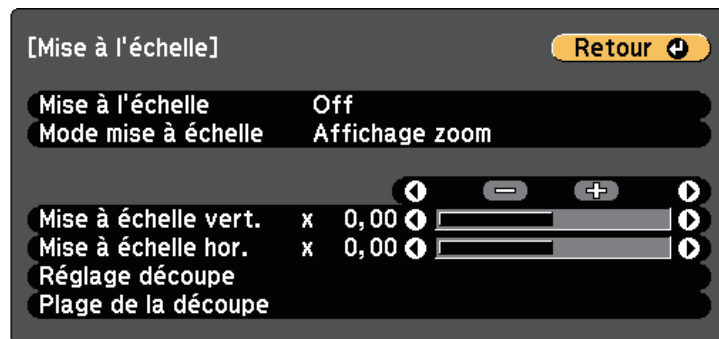 [Mise à l'échelle] Retour
Mise à l'échelle Off
Mode mise à échelle Affichage zoom
− +
Mise à échelle vert. x 0,00
Mise à échelle hor. x 0,00
Réglage découpe
Plage de la découpe